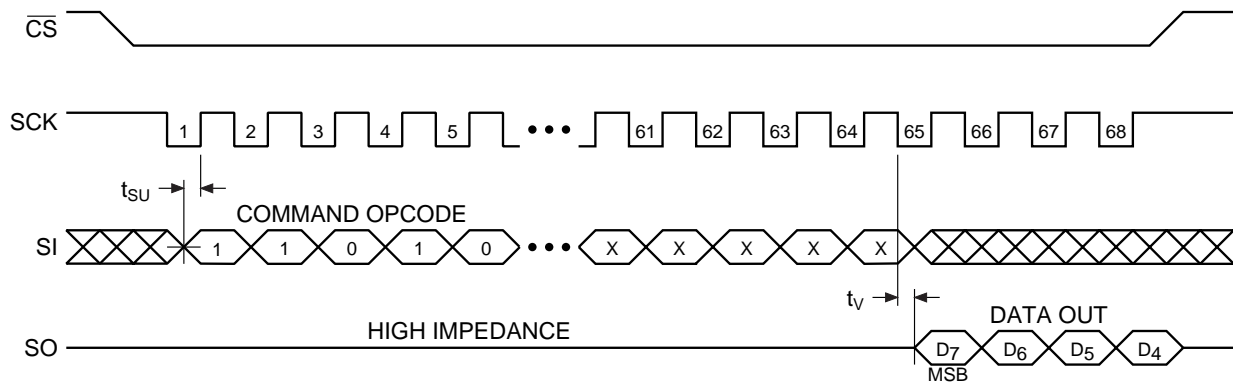 CS
SCK 1 2 3 4 5 ••• 61 62 63 64 65 66 67 68
tSU
COMMAND OPCODE
SI 1 1 0 1 0 ••• X X X X X
tV
HIGH IMPEDANCE DATA OUT
SO D7 D6 D5 D4
MSB